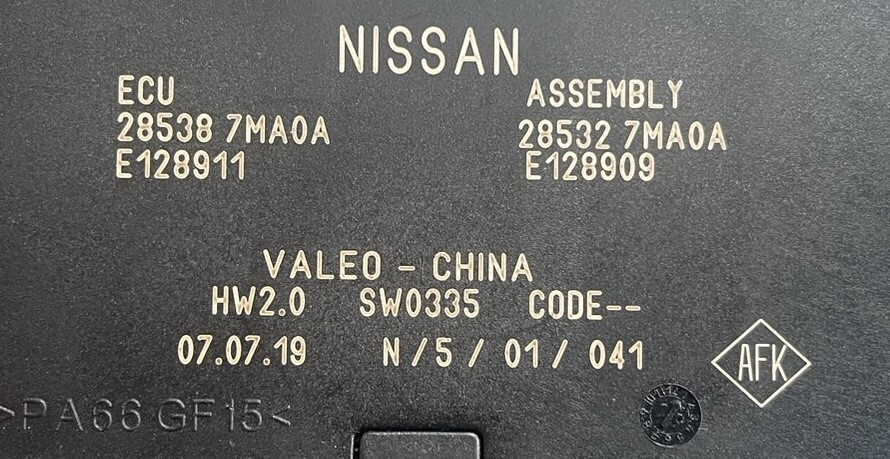 NISSAN
ECU
28538 7MA0A
E128911
ASSEMBLY
28532 7MA0A
E128909
VALEO - CHINA
HW2.0 SW0335 CODE--
07.07.19 N/5/01/041
AFK
>PA66 GF15<